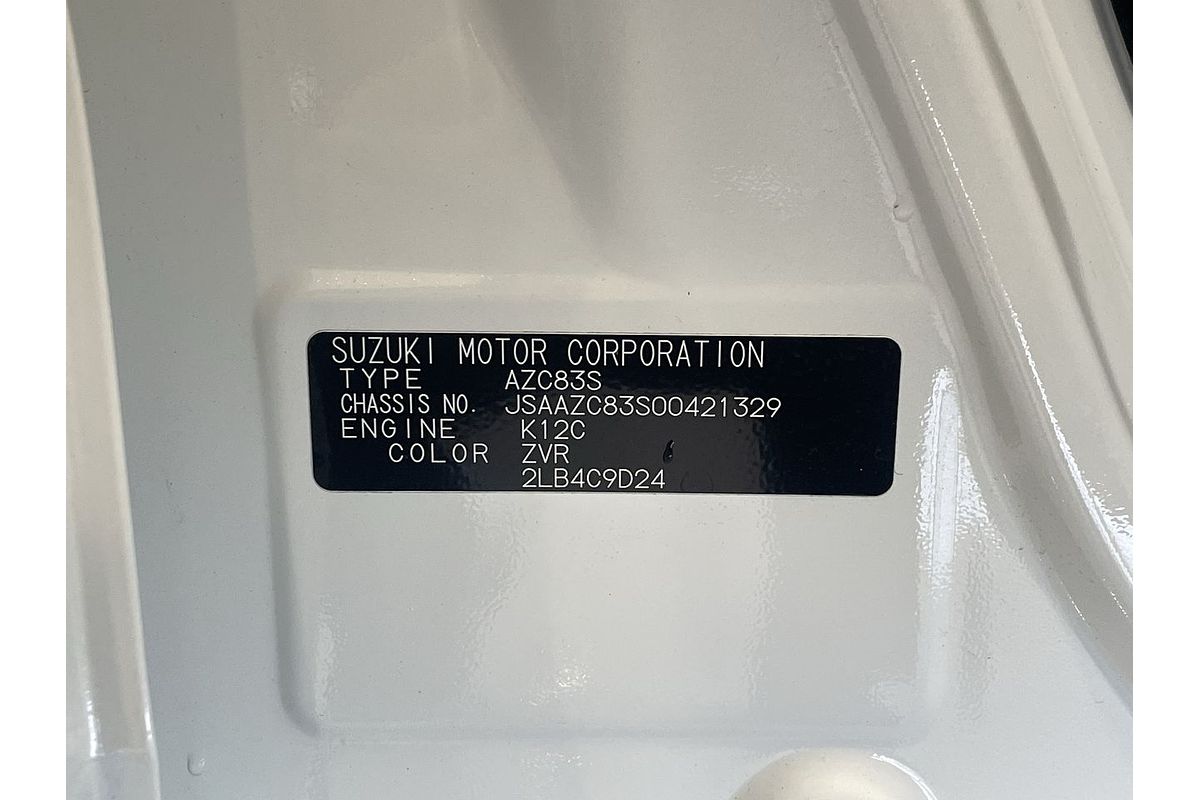 SUZUKI MOTOR CORPORATION
TYPE AZC83S
CHASSIS NO. JSAAZC83S00421329
ENGINE K12C
COLOR ZVR
2LB4C9D24